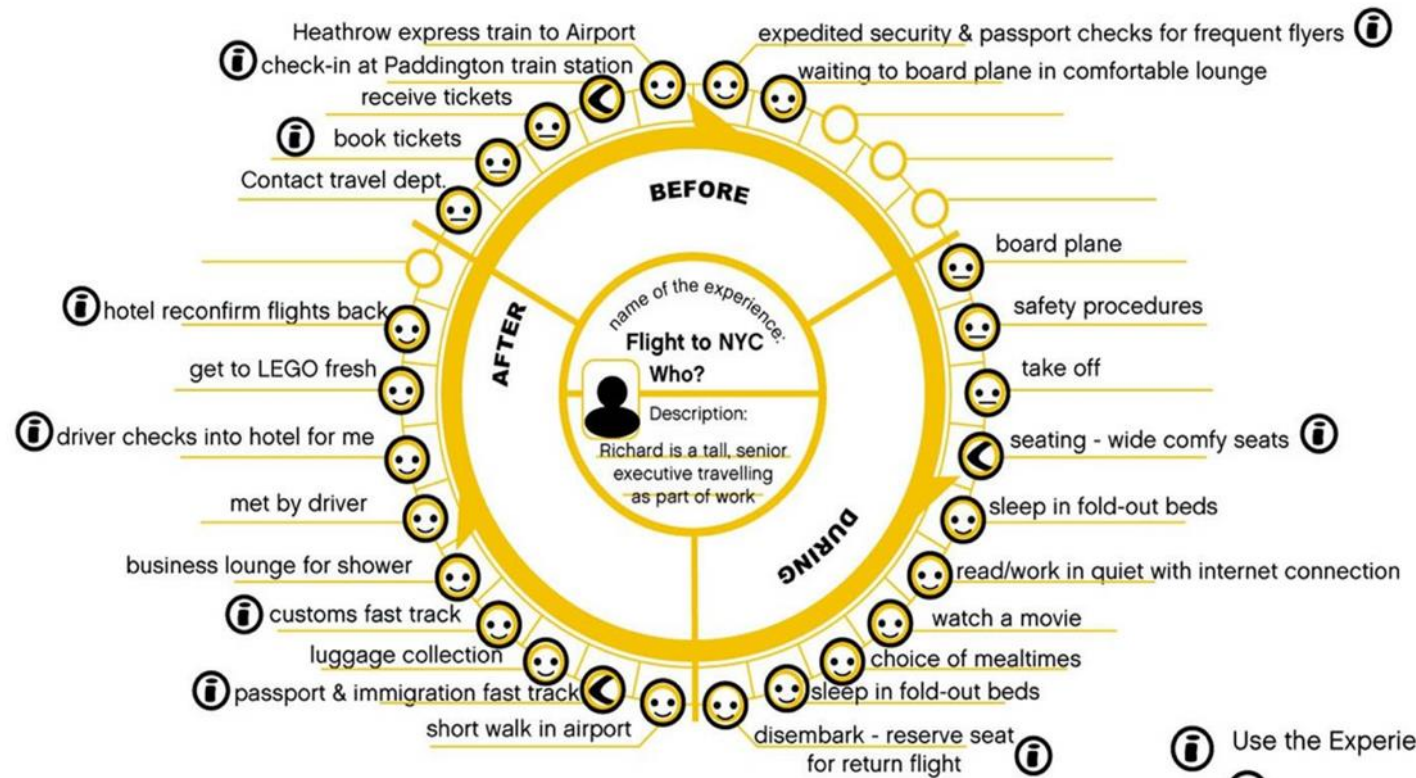 Heathrow express train to Airport
expedited security & passport checks for frequent flyers
check-in at Paddington train station
waiting to board plane in comfortable lounge
receive tickets
book tickets
Contact travel dept.
BEFORE
board plane
hotel reconfirm flights back
safety procedures
get to LEGO fresh
take off
AFTER
name of the experience:
Flight to NYC
Who?
Description:
Richard is a tall, senior
executive travelling
as part of work
driver checks into hotel for me
seating - wide comfy seats
met by driver
sleep in fold-out beds
DURING
business lounge for shower
read/work in quiet with internet connection
customs fast track
watch a movie
luggage collection
choice of mealtimes
passport & immigration fast track
sleep in fold-out beds
short walk in airport
disembark - reserve seat
for return flight
Use the Experie